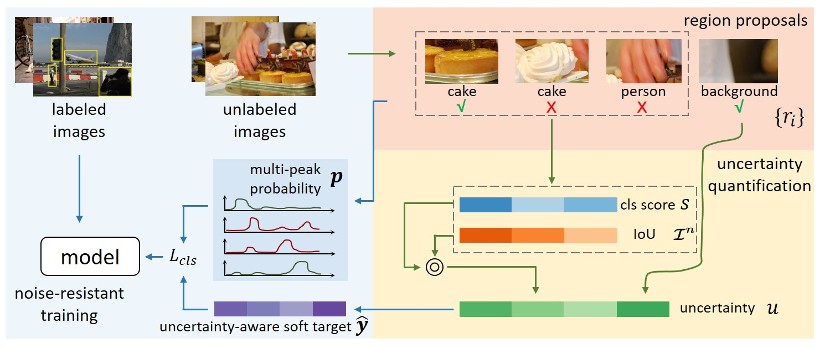 region proposals
cake
cake
person
background
√
X
X
√
{r_i}
labeled
images
unlabeled
images
multi-peak
probability p
uncertainty
quantification
cls score S
IoU I^n
model
L_cls
noise-resistant
training
uncertainty u
uncertainty-aware soft target ŷ